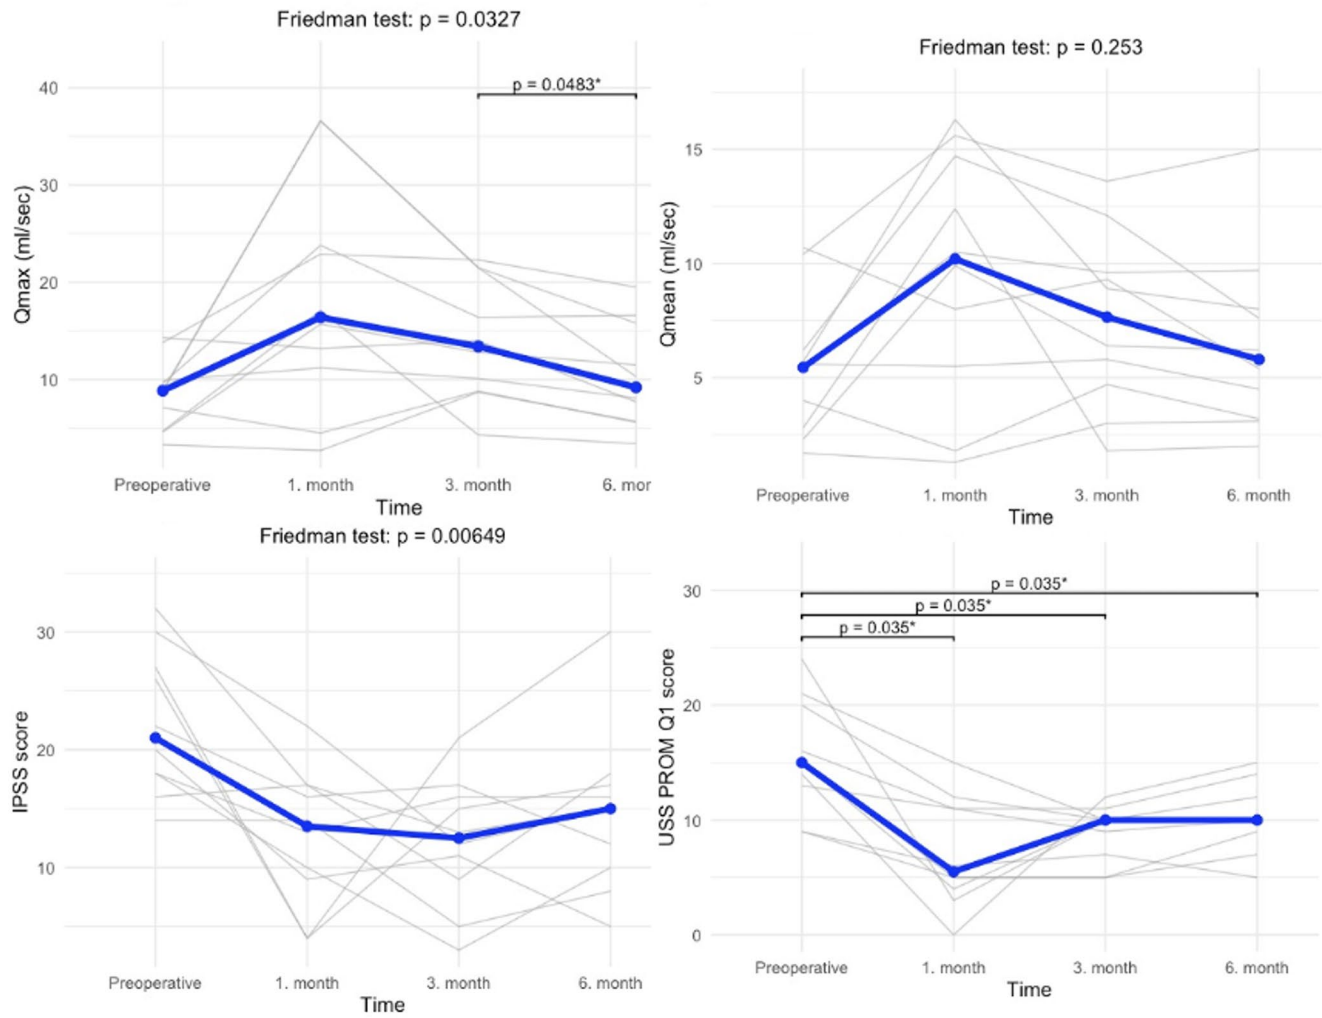 Friedman test: p = 0.0327
p = 0.0483*
40
30
20
10
Qmax (ml/sec)
Preoperative 1. month 3. month 6. mor
Time
Friedman test: p = 0.253
15
10
5
Qmean (ml/sec)
Preoperative 1. month 3. month 6. month
Time
Friedman test: p = 0.00649
30
20
10
IPSS score
Preoperative 1. month 3. month 6. month
Time
p = 0.035*
p = 0.035*
p = 0.035*
30
20
10
0
USS PROM Q1 score
Preoperative 1. month 3. month 6. month
Time